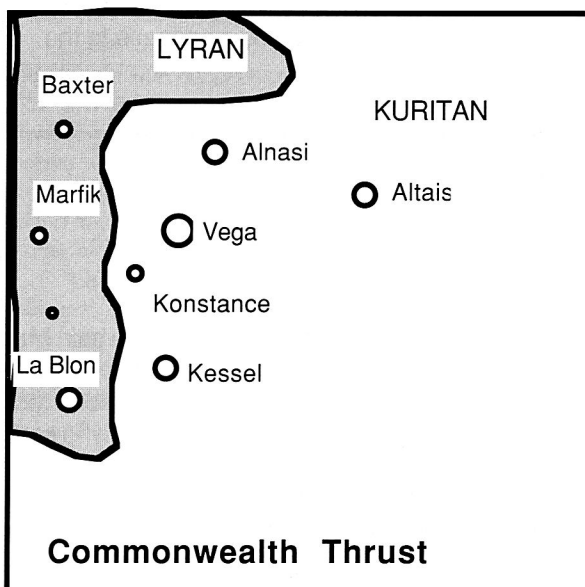 LYRAN
Baxter
KURITAN
Alnasi
Marfik
Altais
Vega
Konstance
La Blon
Kessel
Commonwealth Thrust